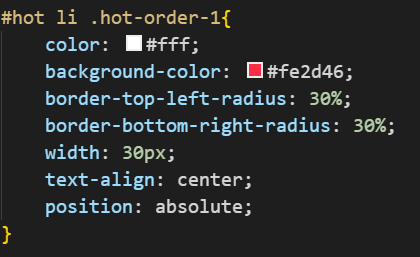 #hot li .hot-order-1{
    color: #fff;
    background-color: #fe2d46;
    border-top-left-radius: 30%;
    border-bottom-right-radius: 30%;
    width: 30px;
    text-align: center;
    position: absolute;
}